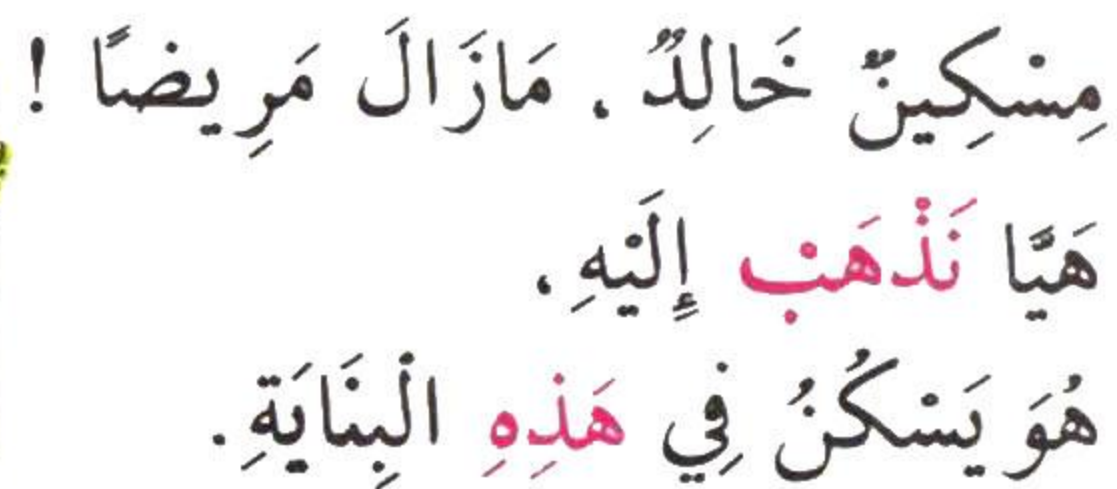 مِسْكِينٌ خَالِدٌ . مَازَالَ مَرِيضًا !
هَيَّا نَذْهَبْ إِلَيْهِ ،
هُوَ يَسْكُنُ فِي هَذِهِ الْبِنَايَةِ .